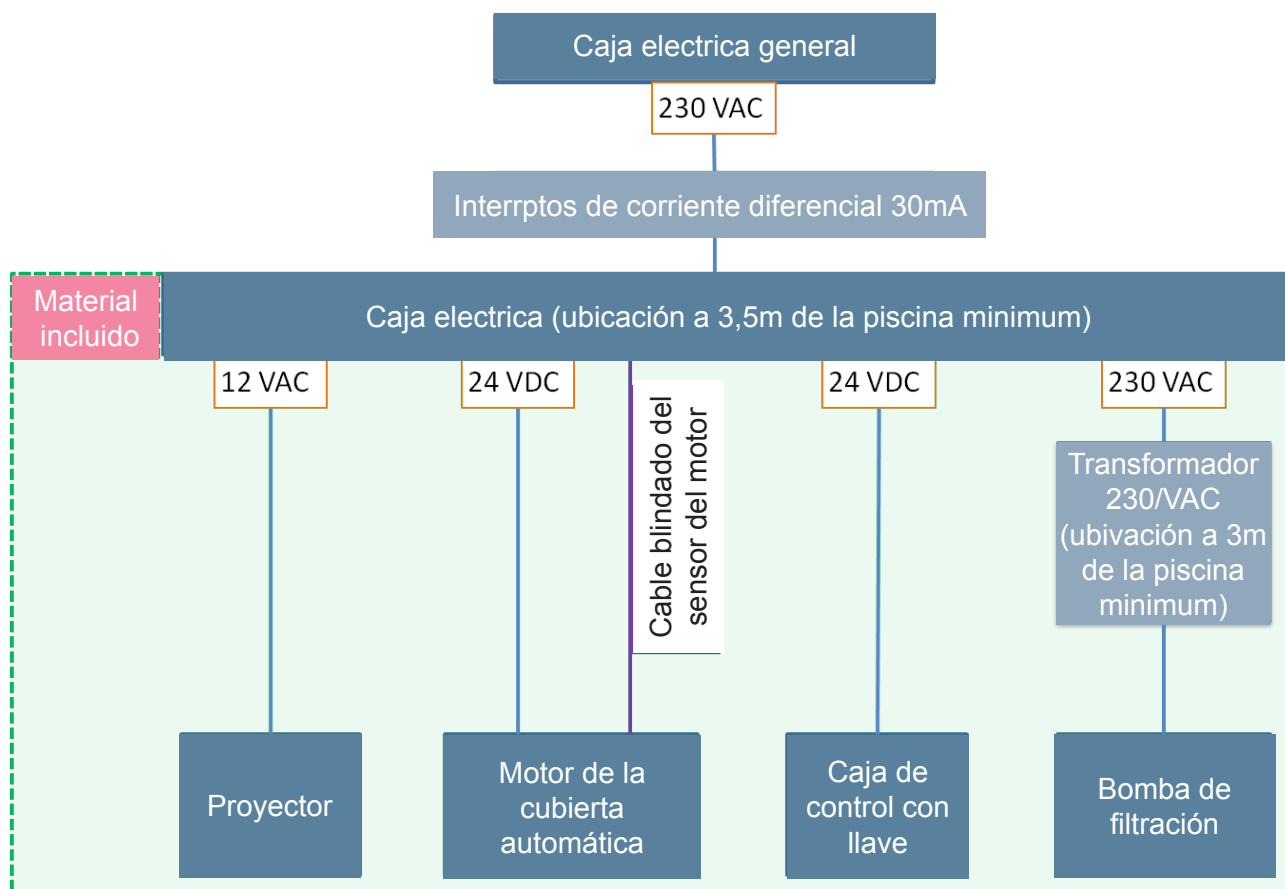 Caja electrica general
230 VAC
Interrptos de corriente diferencial 30mA
Material
incluido
Caja electrica (ubicación a 3,5m de la piscina minimum)
12 VAC
24 VDC
24 VDC
230 VAC
Cable blindado del
sensor del motor
Transformador
230/VAC
(ubivación a 3m
de la piscina
minimum)
Proyector
Motor de la
cubierta
automática
Caja de
control con
llave
Bomba de
filtración